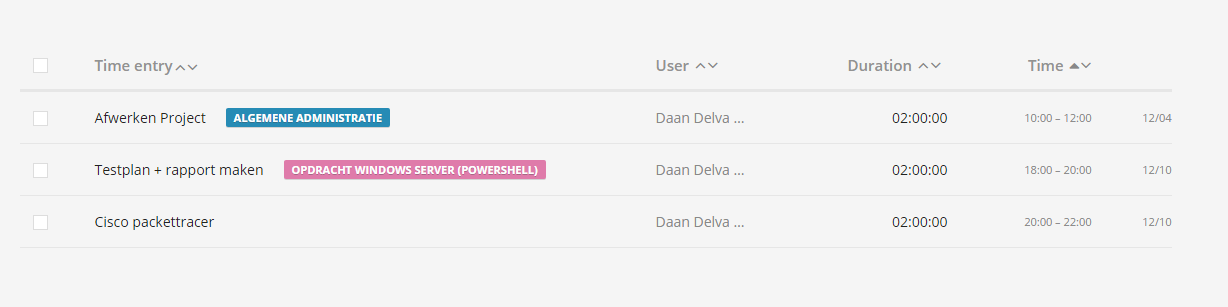 Time entry User Duration Time
Afwerken Project ALGEMENE ADMINISTRATIE Daan Delva ... 02:00:00 10:00 – 12:00 12/04
Testplan + rapport maken OPDRACHT WINDOWS SERVER (POWERSHELL) Daan Delva ... 02:00:00 18:00 – 20:00 12/10
Cisco packettracer Daan Delva ... 02:00:00 20:00 – 22:00 12/10